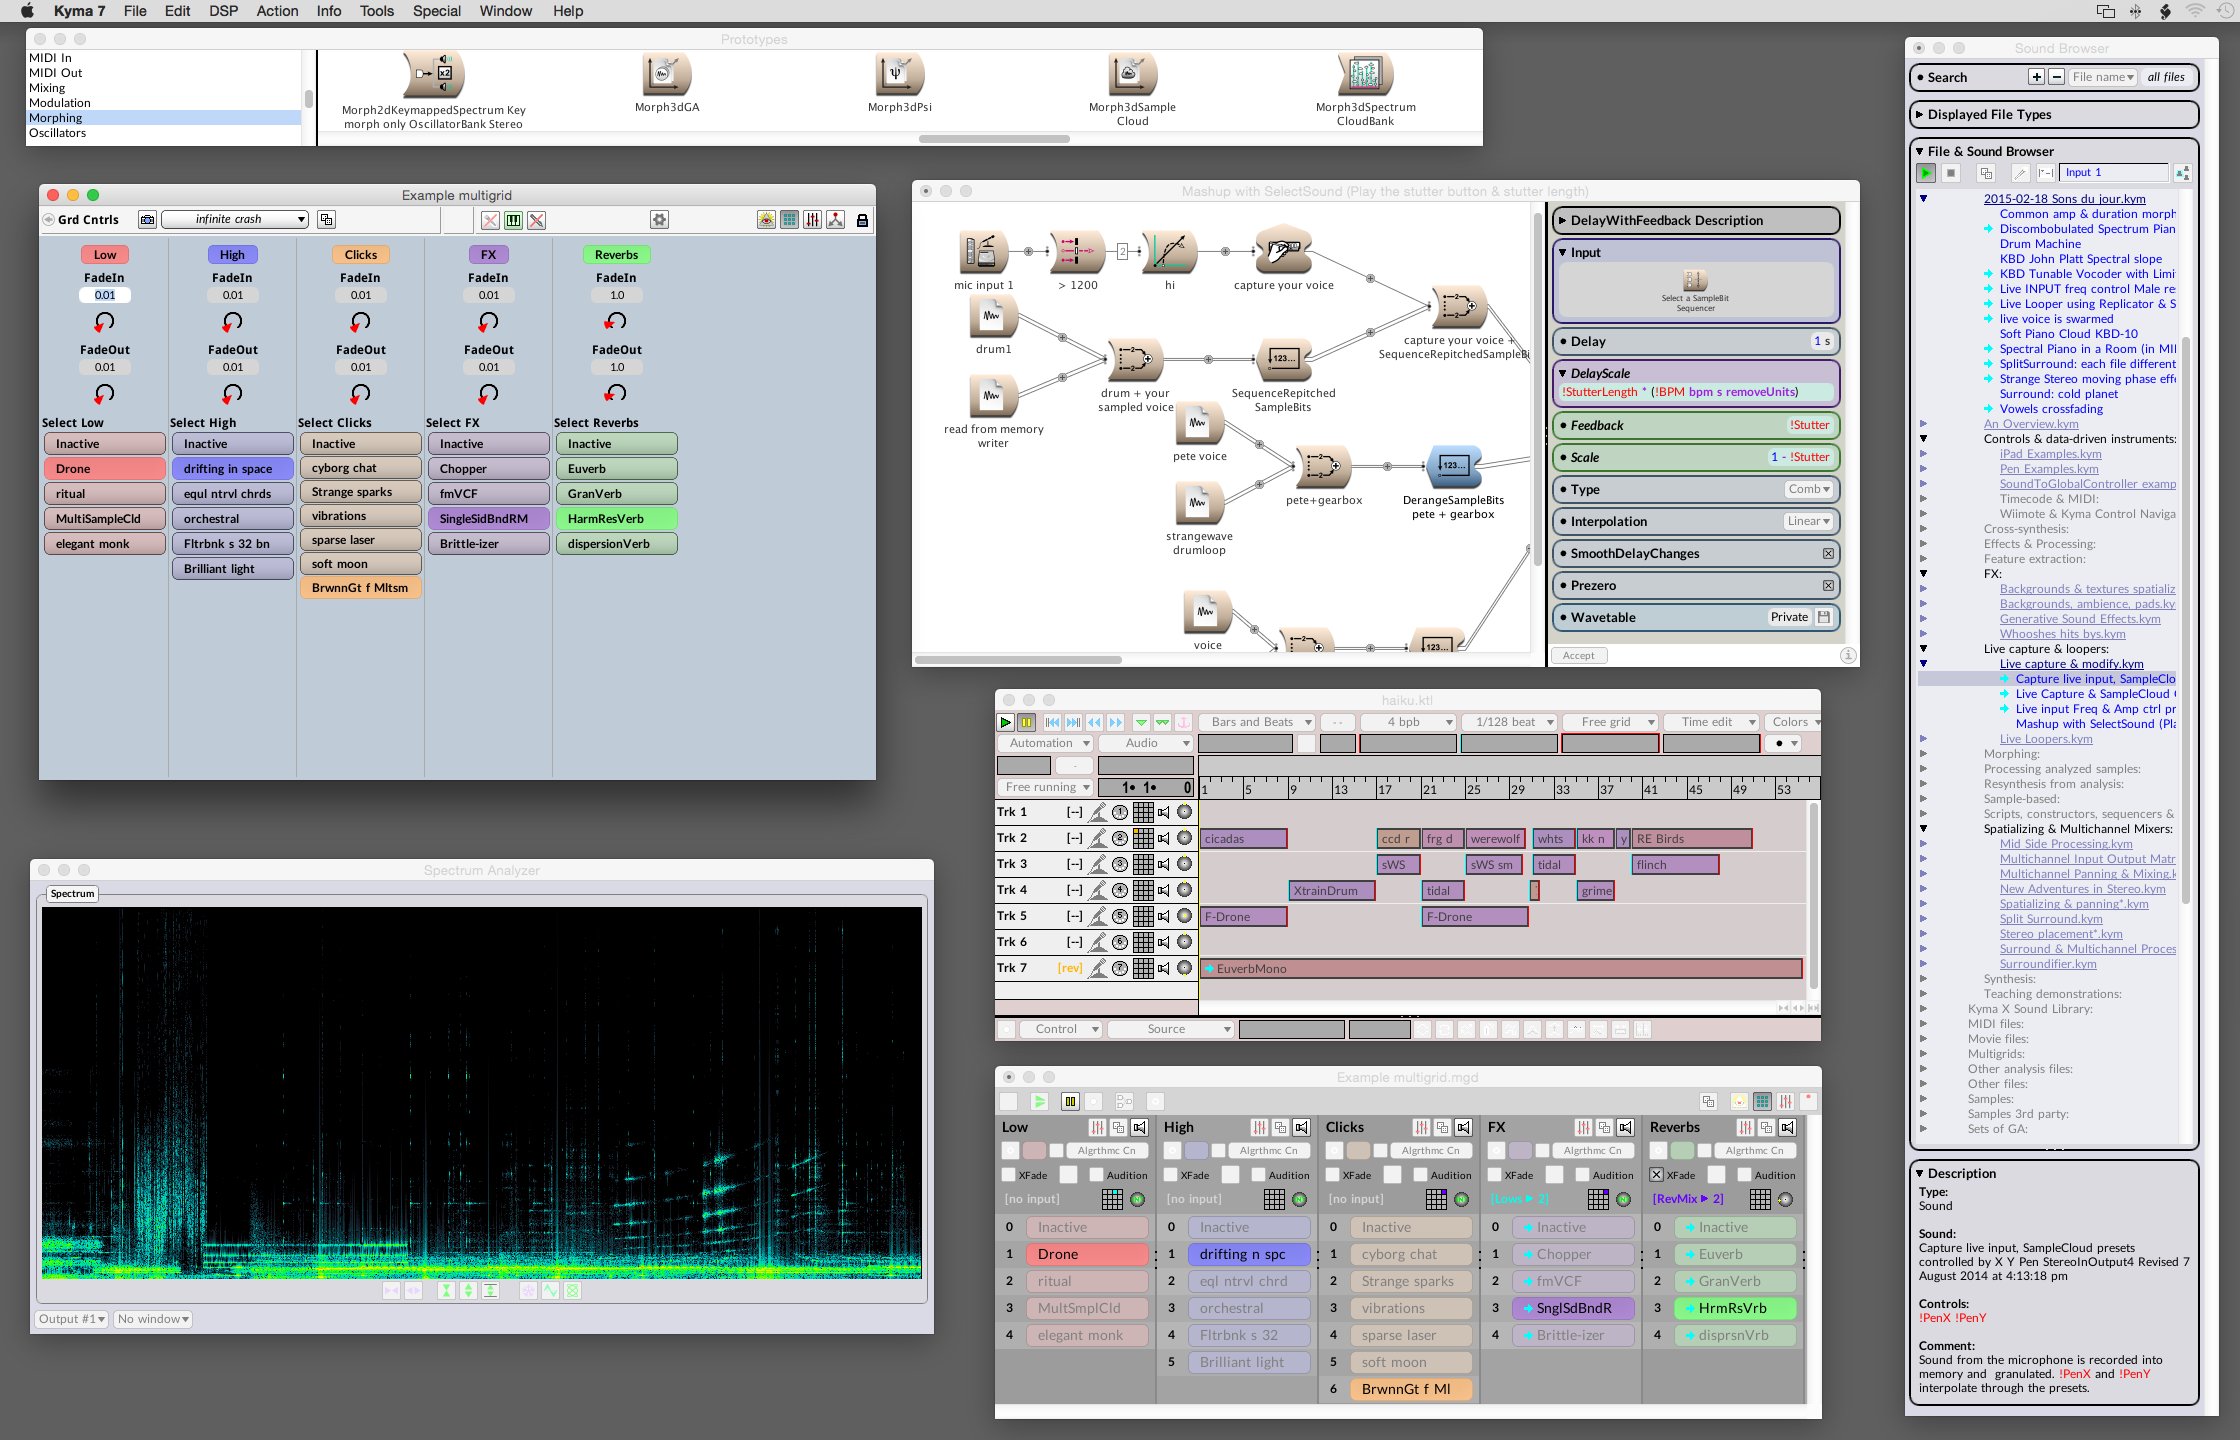 Kyma 7 File Edit DSP Action Info Tools Special Window Help
Prototypes
MIDI In
MIDI Out
Mixing
Modulation
Morphing
Oscillators
Morph2dKeymappedSpectrum Key
morph only OscillatorBank Stereo
Morph3dGA
Morph3dPsi
Morph3dSample
Cloud
Morph3dSpectrum
CloudBank
Example multigrid
Grd Cntrls infinite crash
Low High Clicks FX Reverbs
FadeIn FadeIn FadeIn FadeIn FadeIn
0.01 0.01 0.01 0.01 1.0
FadeOut FadeOut FadeOut FadeOut FadeOut
0.01 0.01 0.01 0.01 1.0
Select Low
Inactive
Drone
ritual
MultiSampleCld
elegant monk
Select High
Inactive
drifting in space
equl ntrvl chrds
orchestral
Fltrbnk s 32 bn
Brilliant light
Select Clicks
Inactive
cyborg chat
Strange sparks
vibrations
sparse laser
soft moon
BrwnnGt f Mltsm
Select FX
Inactive
Chopper
fmVCF
SingleSidBndRM
Brittle-izer
Select Reverbs
Inactive
Euverb
GranVerb
HarmResVerb
dispersionVerb
Mashup with SelectSound (Play the stutter button & stutter length)
mic input 1
> 1200
2
hi
capture your voice
drum1
capture your voice +
SequenceRepitchedSampleBi
drum + your
sampled voice
123...
SequenceRepitched
SampleBits
read from memory
writer
pete voice
pete+gearbox
123...
DerangeSampleBits
pete + gearbox
strangewave
drumloop
voice
123...
DelayWithFeedback Description
Input
Select a SampleBit
Sequencer
Delay 1 s
DelayScale
!StutterLength * (!BPM bpm s removeUnits)
Feedback !Stutter
Scale 1 - !Stutter
Type Comb
Interpolation Linear
SmoothDelayChanges
Prezero
Wavetable Private
Accept
haiku.ktl
Bars and Beats -- 4 bpb 1/128 beat Free grid Time edit Colors
Automation Audio
-
Free running 1• 1• 0
1 5 9 13 17 21 25 29 33 37 41 45 49 53
Trk 1 [--] 1
Trk 2 [--] 2 cicadas ccd r frg d werewolf whts kk n y RE Birds
Trk 3 [--] 3 sWS sWS sm tidal flinch
Trk 4 [--] 4 XtrainDrum tidal grime
Trk 5 [--] 5 F-Drone F-Drone
Trk 6 [--] 6
Trk 7 [rev] 7 EuverbMono
Control Source
Spectrum Analyzer
Spectrum
Output #1 No window
Example multigrid.mgd
Low High Clicks FX Reverbs
Algrthmc Cn Algrthmc Cn Algrthmc Cn Algrthmc Cn Algrthmc Cn
XFade Audition XFade Audition XFade Audition XFade Audition XFade Audition
[no input] [no input] [no input] [Lows ▶ 2] [RevMix ▶ 2]
0 Inactive 0 Inactive 0 Inactive 0 Inactive 0 Inactive
1 Drone 1 drifting n spc 1 cyborg chat 1 Chopper 1 Euverb
2 ritual 2 eql ntrvl chrd 2 Strange sparks 2 fmVCF 2 GranVerb
3 MultSmplCld 3 orchestral 3 vibrations 3 SnglSdBndR 3 HrmRsVrb
4 elegant monk 4 Fltrbnk s 32 4 sparse laser 4 Brittle-izer 4 disprsnVrb
5 Brilliant light 5 soft moon
6 BrwnnGt f Ml
Sound Browser
Search + − File name all files
Displayed File Types
File & Sound Browser
Input 1
2015-02-18 Sons du jour.kym
Common amp & duration morph
Discombobulated Spectrum Pian
Drum Machine
KBD John Platt Spectral slope
KBD Tunable Vocoder with Limi
Live INPUT freq control Male re
Live Looper using Replicator & S
live voice is swarmed
Soft Piano Cloud KBD-10
Spectral Piano in a Room (in MII
SplitSurround: each file different
Strange Stereo moving phase eff
Surround: cold planet
Vowels crossfading
An Overview.kym
Controls & data-driven instruments:
iPad Examples.kym
Pen Examples.kym
SoundToGlobalController examp
Timecode & MIDI:
Wiimote & Kyma Control Naviga
Cross-synthesis:
Effects & Processing:
Feature extraction:
FX:
Backgrounds & textures spatializ
Backgrounds, ambience, pads.ky
Generative Sound Effects.kym
Whooshes hits bys.kym
Live capture & loopers:
Live capture & modify.kym
Capture live input, SampleClo
Live Capture & SampleCloud
Live input Freq & Amp ctrl pr
Mashup with SelectSound (Pla
Live Loopers.kym
Morphing:
Processing analyzed samples:
Resynthesis from analysis:
Sample-based:
Scripts, constructors, sequencers &
Spatializing & Multichannel Mixers:
Mid Side Processing.kym
Multichannel Input Output Matr
Multichannel Panning & Mixing.k
New Adventures in Stereo.kym
Spatializing & panning*.kym
Split Surround.kym
Stereo placement*.kym
Surround & Multichannel Proces
Surroundifier.kym
Synthesis:
Teaching demonstrations:
Kyma X Sound Library:
MIDI files:
Movie files:
Multigrids:
Other analysis files:
Other files:
Samples:
Samples 3rd party:
Sets of GA:
Description
Type:
Sound
Sound:
Capture live input, SampleCloud presets
controlled by X Y Pen StereoInOutput4 Revised 7
August 2014 at 4:13:18 pm
Controls:
!PenX !PenY
Comment:
Sound from the microphone is recorded into
memory and granulated. !PenX and !PenY
interpolate through the presets.